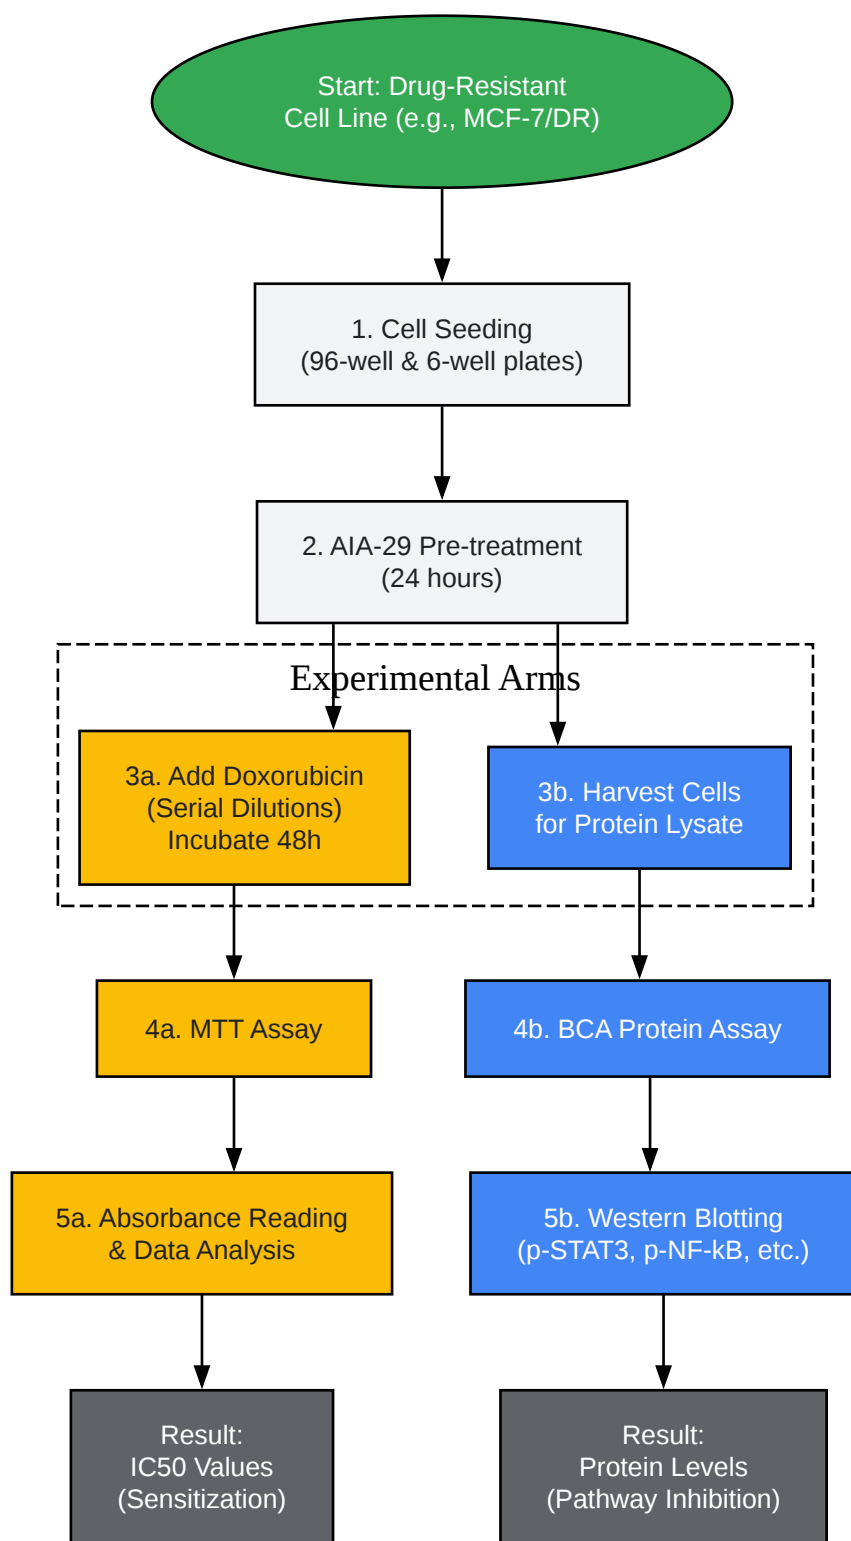 Start: Drug-Resistant
Cell Line (e.g., MCF-7/DR)
1. Cell Seeding
(96-well & 6-well plates)
2. AIA-29 Pre-treatment
(24 hours)
Experimental Arms
3a. Add Doxorubicin
(Serial Dilutions)
Incubate 48h
3b. Harvest Cells
for Protein Lysate
4a. MTT Assay
4b. BCA Protein Assay
5a. Absorbance Reading
& Data Analysis
5b. Western Blotting
(p-STAT3, p-NF-kB, etc.)
Result:
IC50 Values
(Sensitization)
Result:
Protein Levels
(Pathway Inhibition)